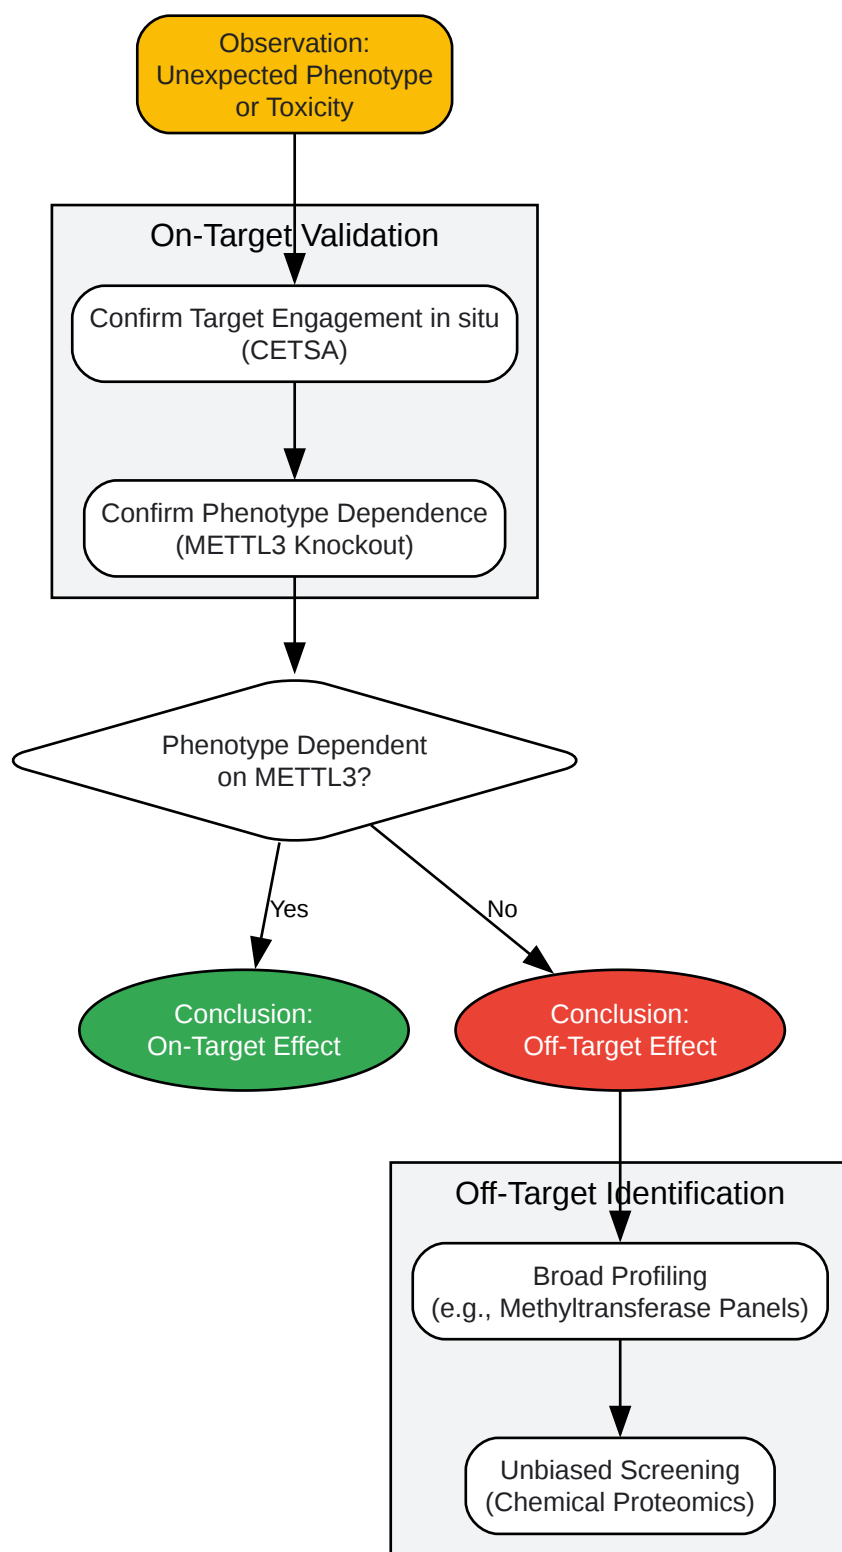 Observation:
Unexpected Phenotype
or Toxicity
On-Target Validation
Confirm Target Engagement in situ
(CETSA)
Confirm Phenotype Dependence
(METTL3 Knockout)
Phenotype Dependent
on METTL3?
Yes
No
Conclusion:
On-Target Effect
Conclusion:
Off-Target Effect
Off-Target Identification
Broad Profiling
(e.g., Methyltransferase Panels)
Unbiased Screening
(Chemical Proteomics)